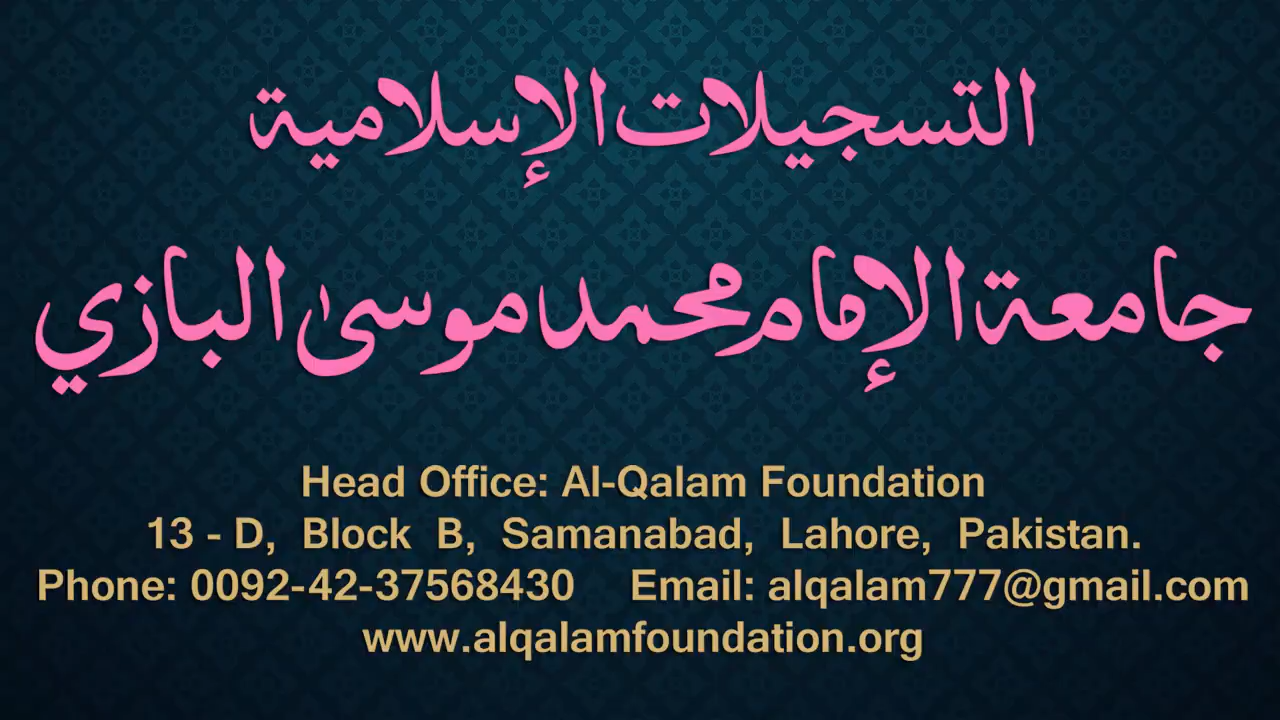 التسجيلات الإسلامية
جامعة الإمام محمد موسىٰ البازي
Head Office: Al-Qalam Foundation
13 - D, Block B, Samanabad, Lahore, Pakistan.
Phone: 0092-42-37568430 Email: alqalam777@gmail.com
www.alqalamfoundation.org